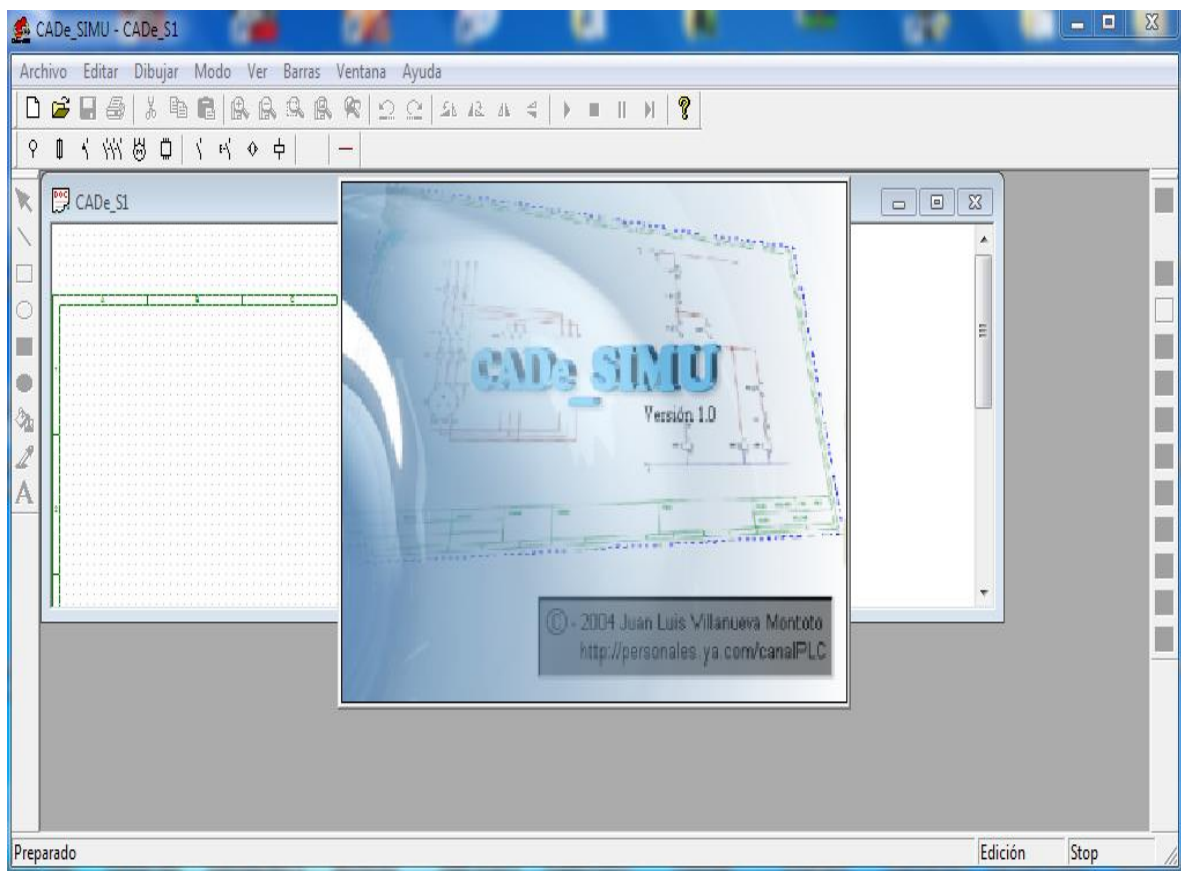 CADe_SIMU - CADe_S1
Archivo Editar Dibujar Modo Ver Barras Ventana Ayuda
CADe_S1
A B C
CADe_SIMU
Versión 1.0
© - 2004 Juan Luis Villanueva Montoto
http://personales.ya.com/canalPLC
Preparado Edición Stop